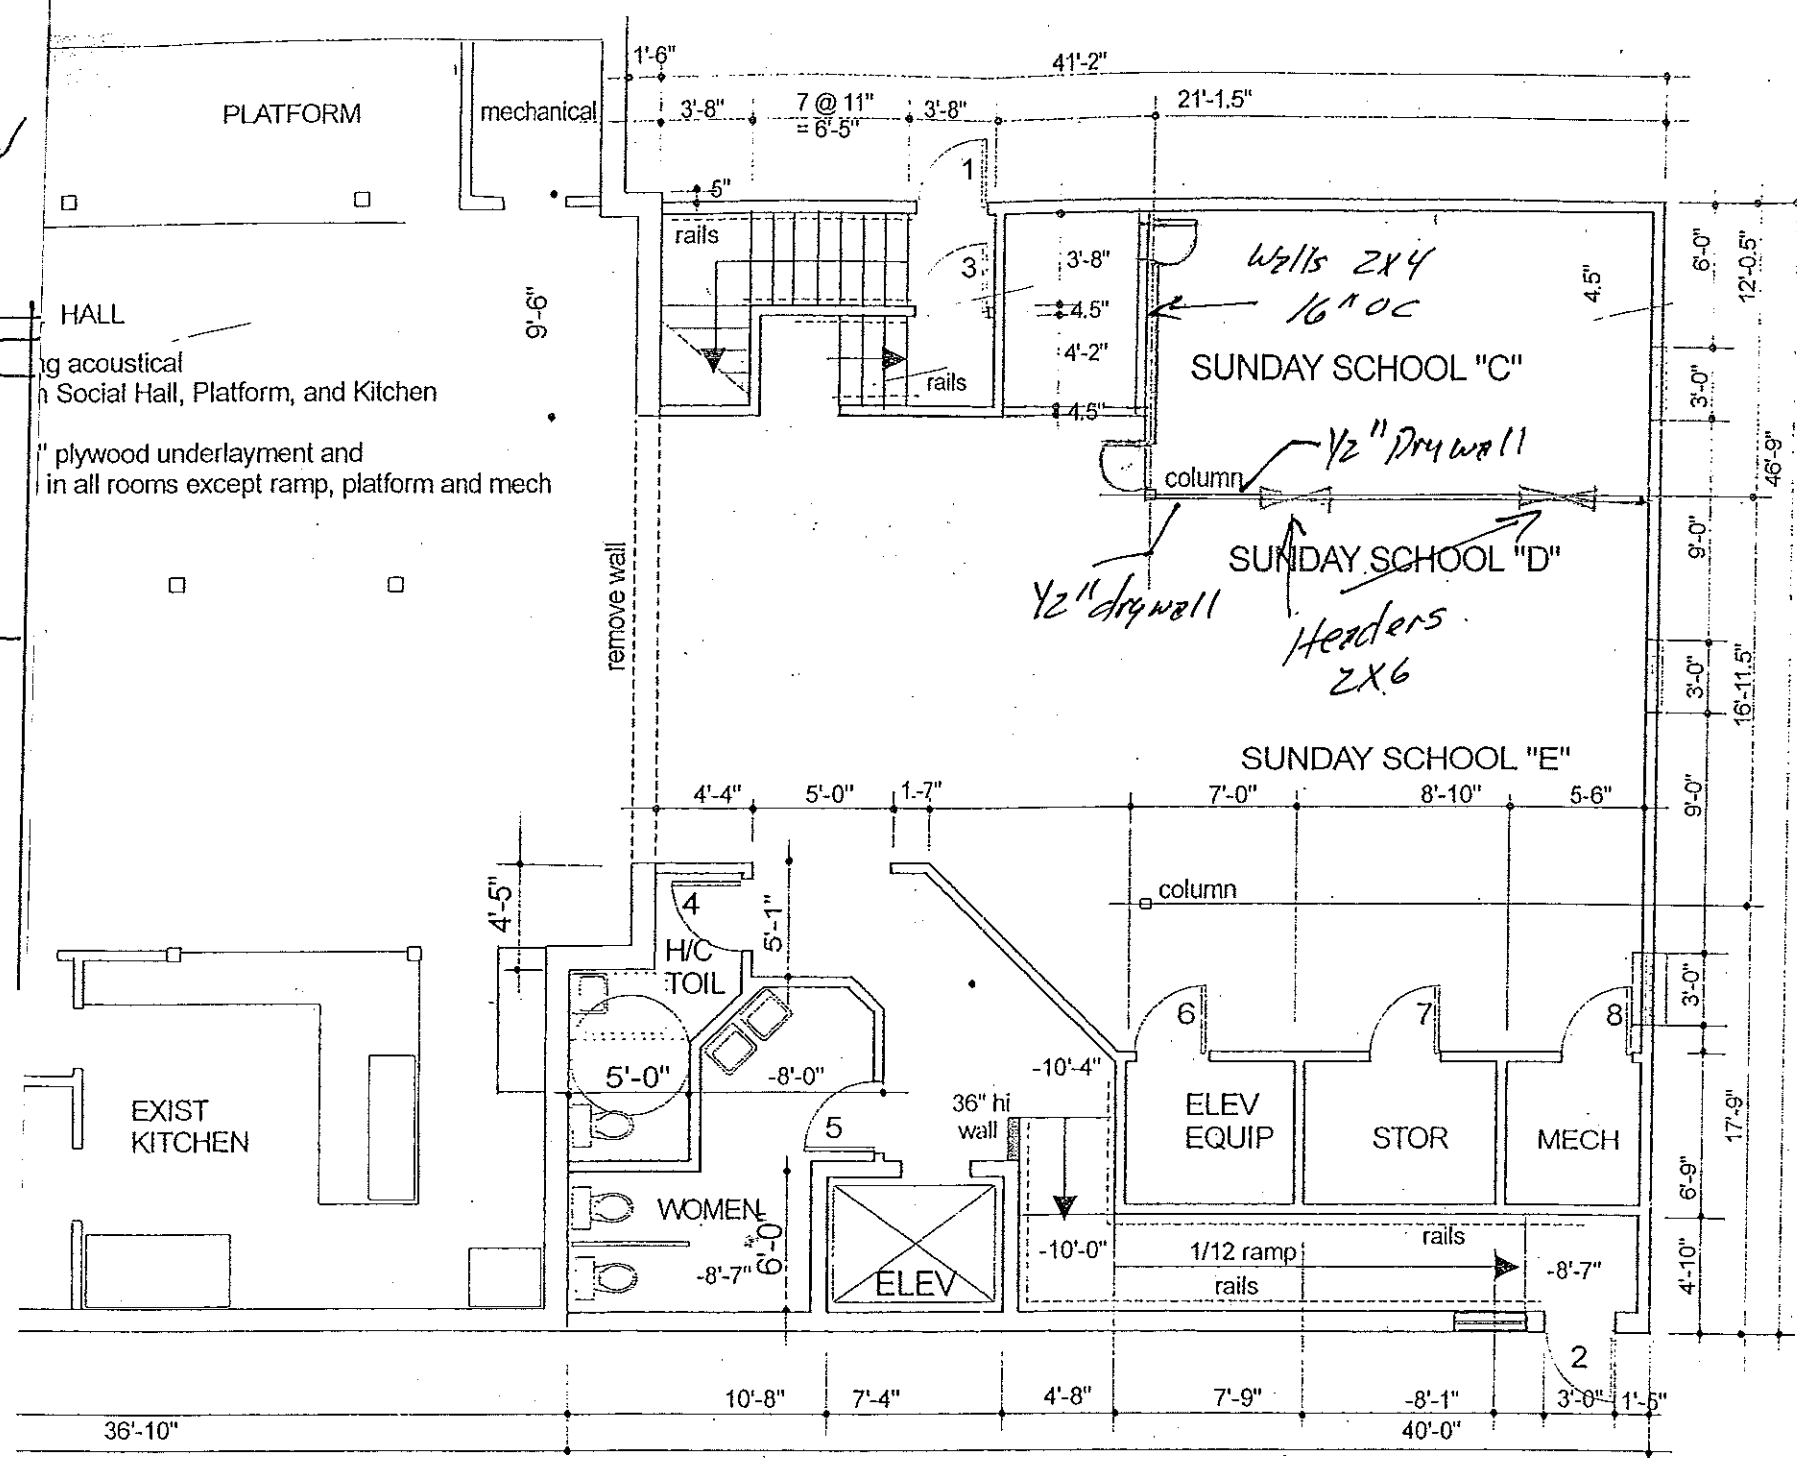 1'-6"
41'-2"
PLATFORM
mechanical
3'-8"
7 @ 11"
= 6'-5"
3'-8"
21'-1.5"
1
5"
rails
3
3'-8"
Walls 2x4
16" OC
4.5"
6'-0"
12'-0.5"
HALL
9'-6"
4.5"
4'-2"
rails
4.5"
SUNDAY SCHOOL "C"
3'-0"
ng acoustical
n Social Hall, Platform, and Kitchen
46'-9"
" plywood underlayment and
in all rooms except ramp, platform and mech
column
1/2" Drywall
remove wall
SUNDAY SCHOOL "D"
9'-0"
1/2" drywall
Headers
2x6
3'-0"
16'-11.5"
SUNDAY SCHOOL "E"
4'-4"
5'-0"
1.-7"
7'-0"
8'-10"
5-6"
9'-0"
4'-5"
4
5'-1"
column
H/C
TOIL
3'-0"
6
7
8
5'-0"
-8'-0"
-10'-4"
EXIST
KITCHEN
5
36" hi
wall
ELEV
EQUIP
STOR
MECH
17'-9"
6'-9"
WOMEN
6'-0"
-8'-7"
ELEV
-10'-0"
1/12 ramp
rails
rails
-8'-7"
4'-10"
2
36'-10"
10'-8"
7'-4"
4'-8"
7'-9"
-8'-1"
3'-0"
40'-0"